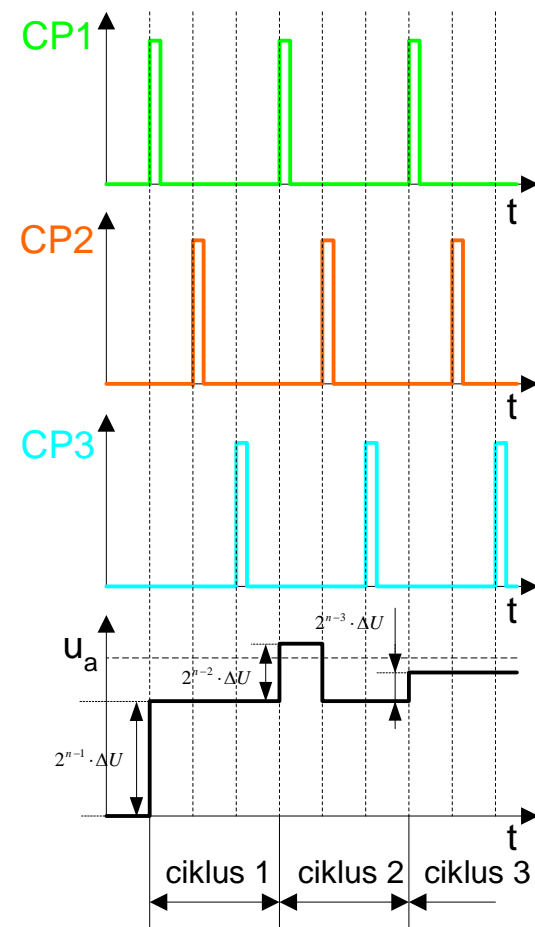 CP1
t
CP2
t
CP3
t
u_a
2^{n-3} · ΔU
2^{n-2} · ΔU
2^{n-1} · ΔU
t
ciklus 1 ciklus 2 ciklus 3